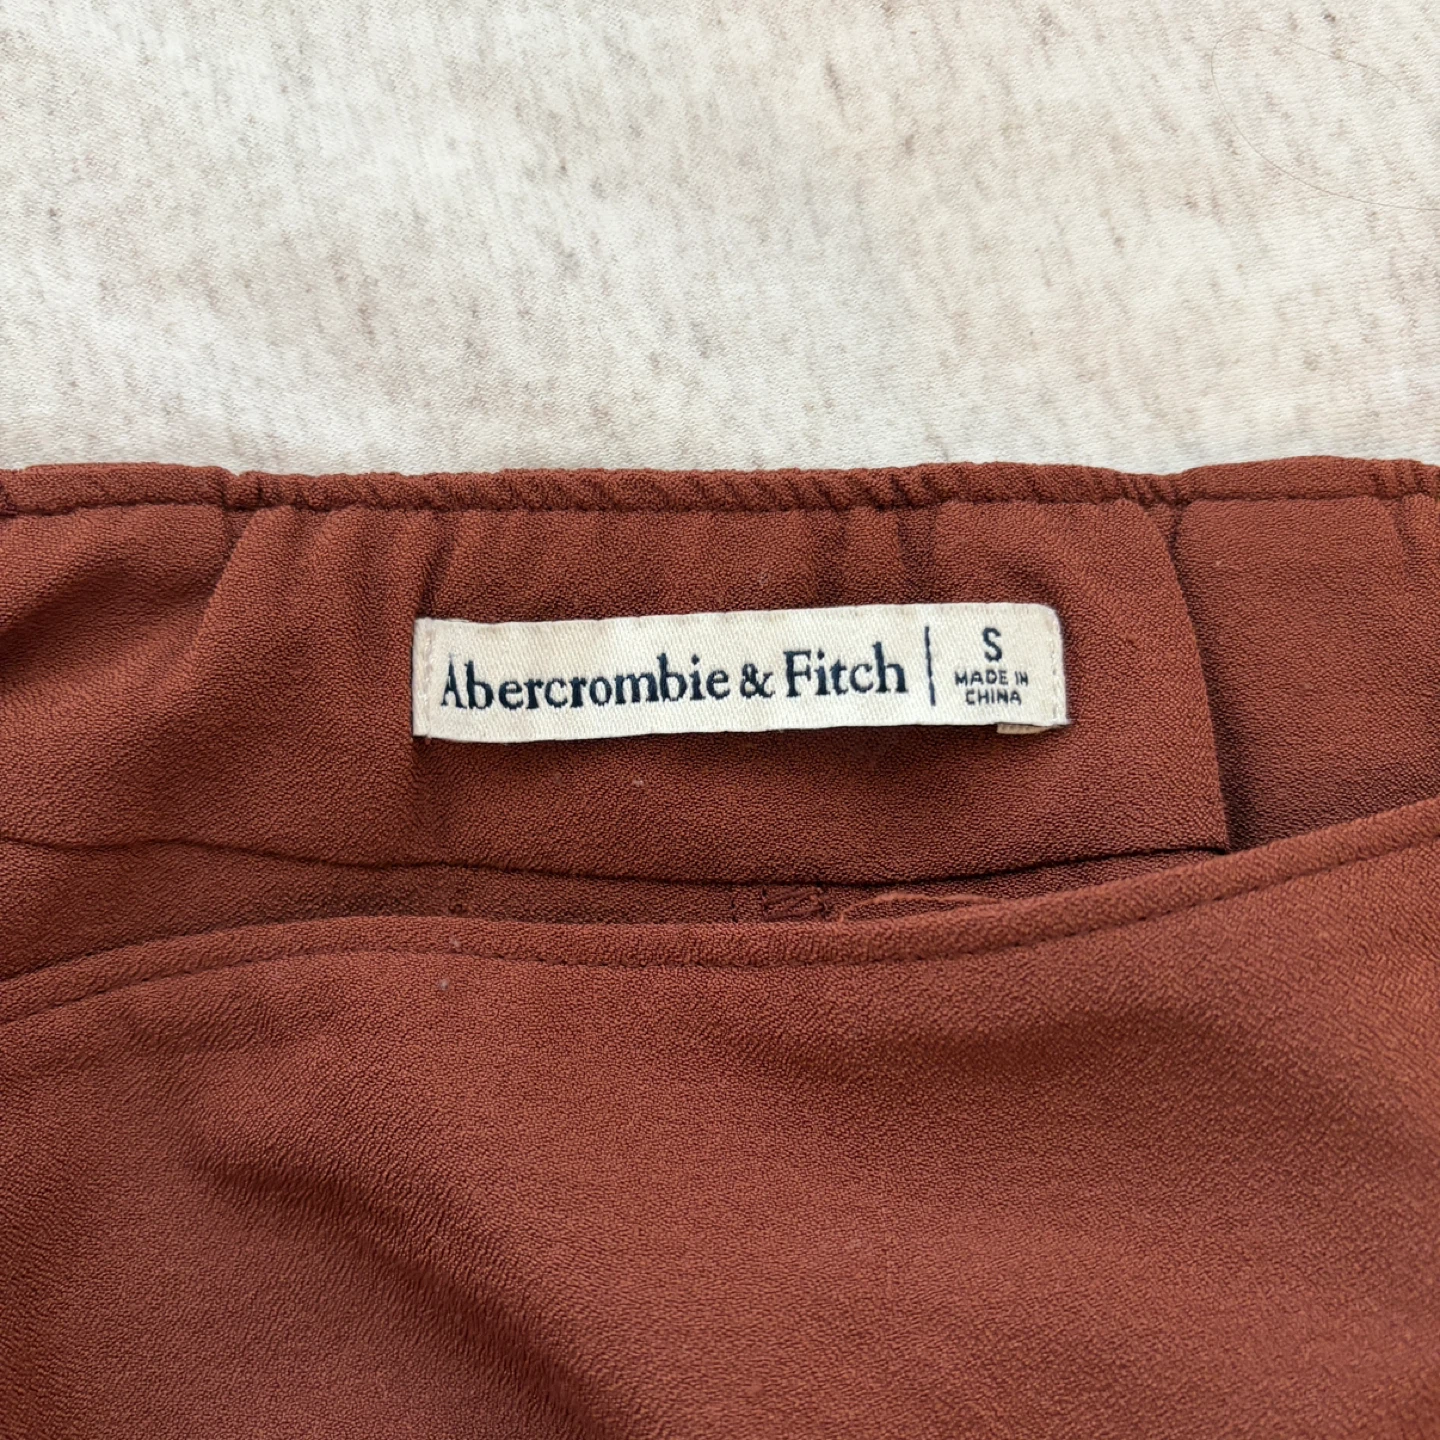 Abercrombie & Fitch | S
MADE IN
CHINA